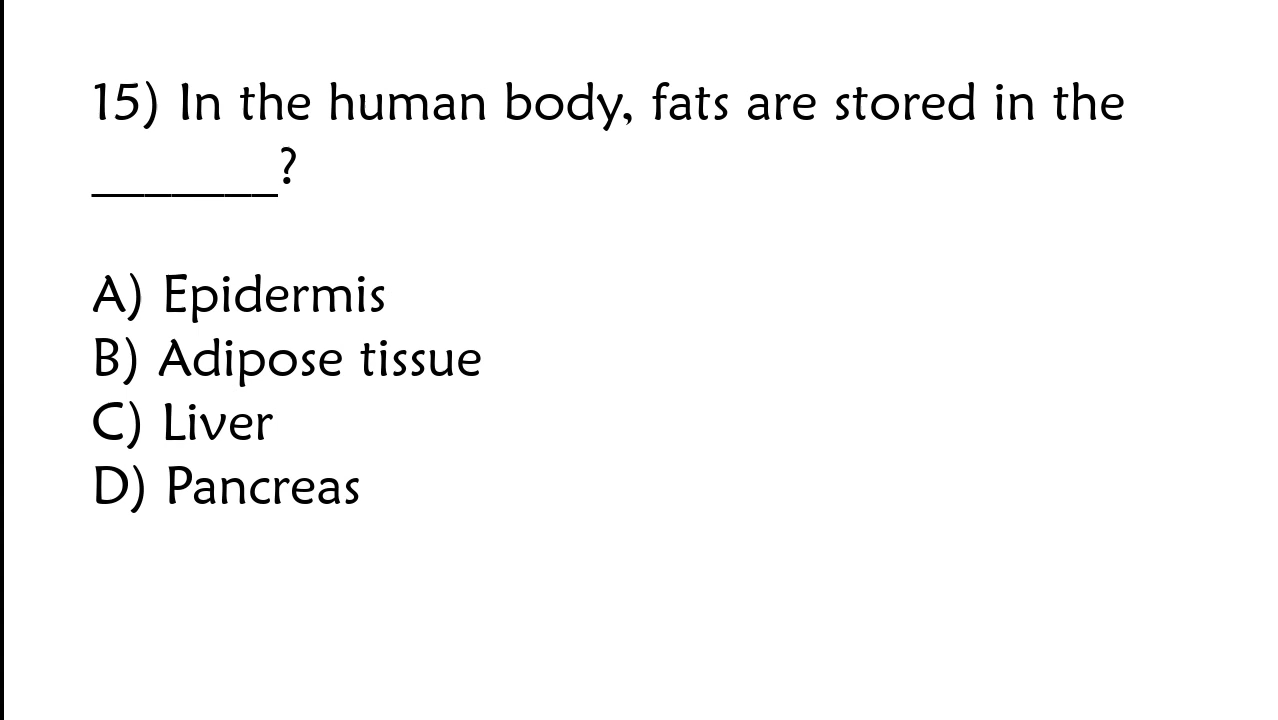 15) In the human body, fats are stored in the
_______?
A) Epidermis
B) Adipose tissue
C) Liver
D) Pancreas